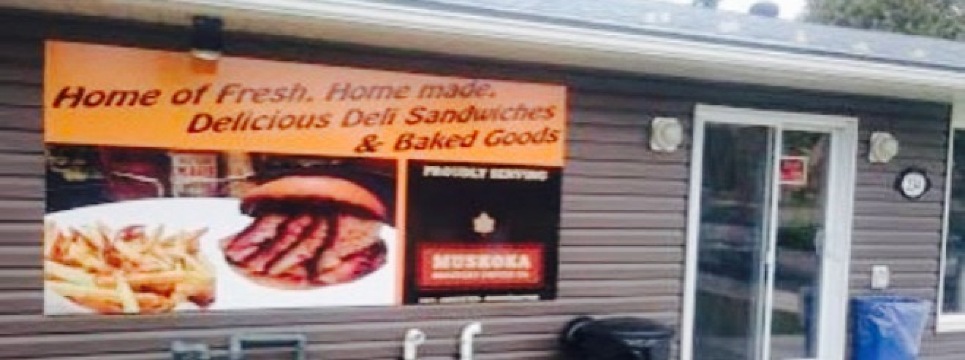 Home of Fresh. Home made.
Delicious Deli Sandwiches
& Baked Goods
PROUDLY SERVING
MUSKOKA